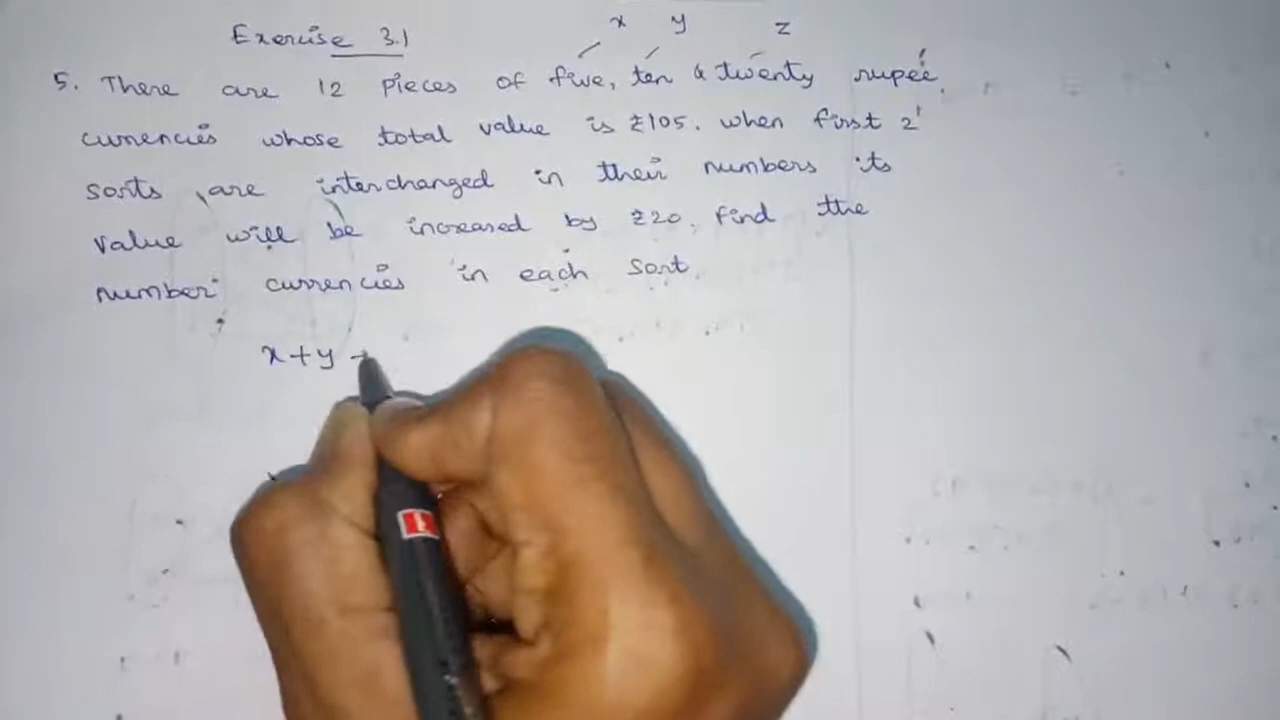 x y z
Exercise 3.1
5. There are 12 Pieces of five, ten & twenty rupee
currencies whose total value is ₹105. when first 2
sorts are interchanged in their numbers its
value will be increased by ₹20. Find the
number currencies in each sort.
x+y +